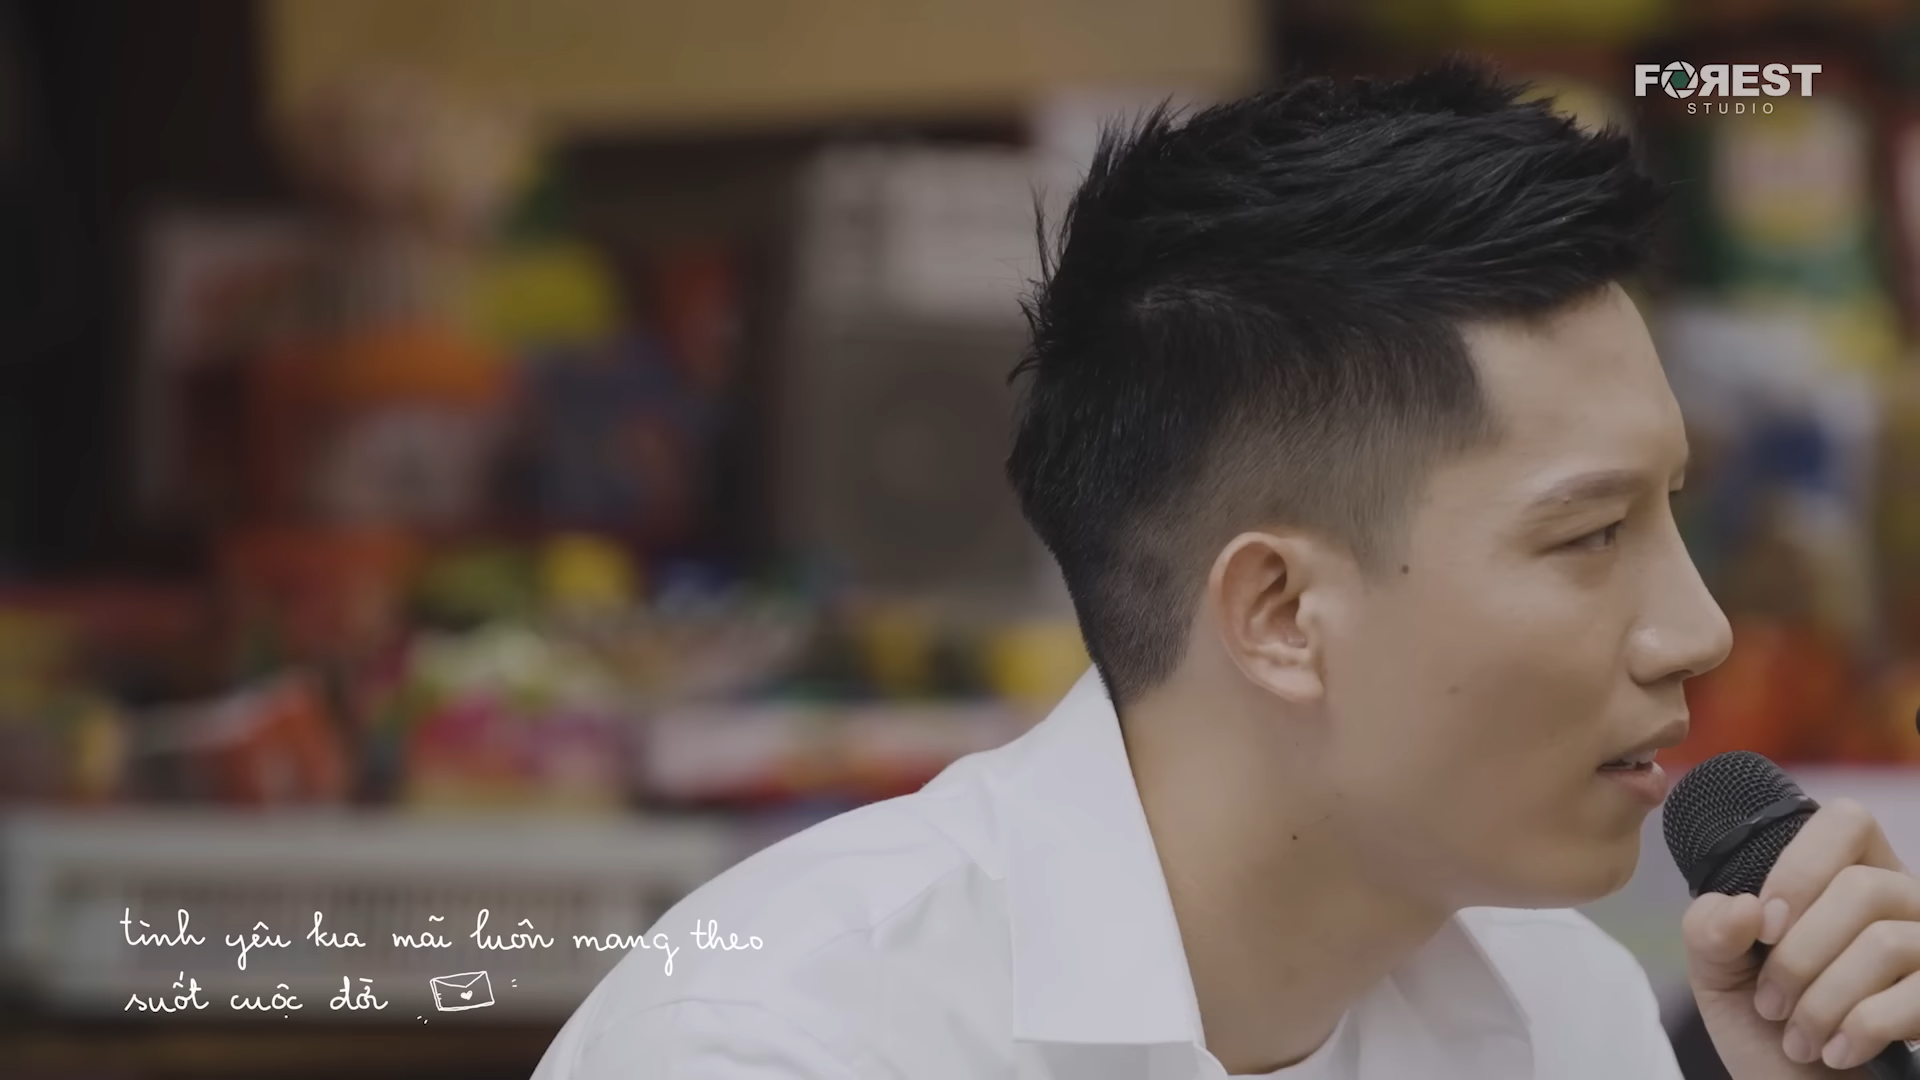 FOREST
STUDIO
tình yêu kia mãi luôn mang theo
suốt cuộc đời